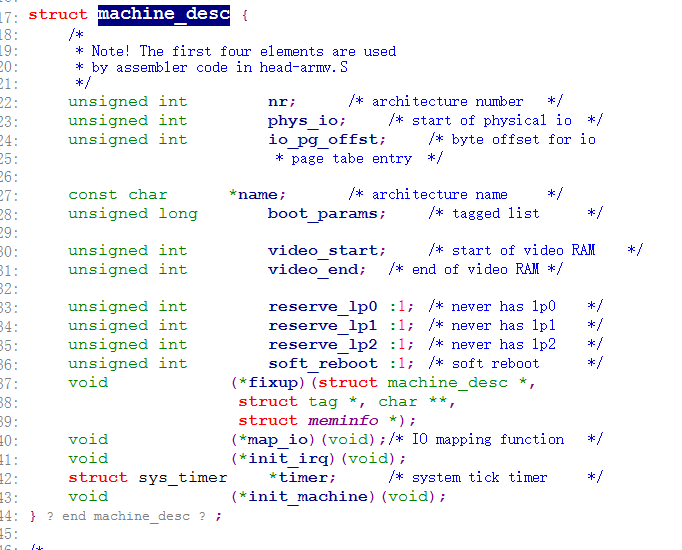 17: struct machine_desc {
18: /*
19: * Note! The first four elements are used
20: * by assembler code in head-armv.S
21: */
22: unsigned int nr; /* architecture number */
23: unsigned int phys_io; /* start of physical io */
24: unsigned int io_pg_offst; /* byte offset for io
25: * page tabe entry */
26:
27: const char *name; /* architecture name */
28: unsigned long boot_params; /* tagged list */
29:
30: unsigned int video_start; /* start of video RAM */
31: unsigned int video_end; /* end of video RAM */
32:
33: unsigned int reserve_lp0 :1; /* never has lp0 */
34: unsigned int reserve_lp1 :1; /* never has lp1 */
35: unsigned int reserve_lp2 :1; /* never has lp2 */
36: unsigned int soft_reboot :1; /* soft reboot */
37: void (*fixup)(struct machine_desc *,
38: struct tag *, char **,
39: struct meminfo *);
40: void (*map_io)(void);/* IO mapping function */
41: void (*init_irq)(void);
42: struct sys_timer *timer; /* system tick timer */
43: void (*init_machine)(void);
44: } ? end machine_desc ? ;
45:
46: /*